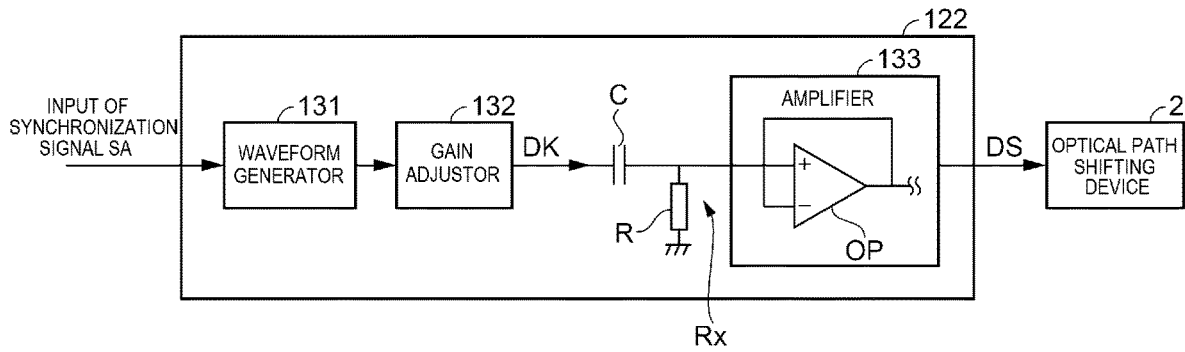 122
133
C
AMPLIFIER
131
132
2
INPUT OF
SYNCHRONIZATION
SIGNAL SA
WAVEFORM
GENERATOR
GAIN
ADJUSTOR
DK
+
−
DS
OPTICAL PATH
SHIFTING
DEVICE
R
OP
Rx